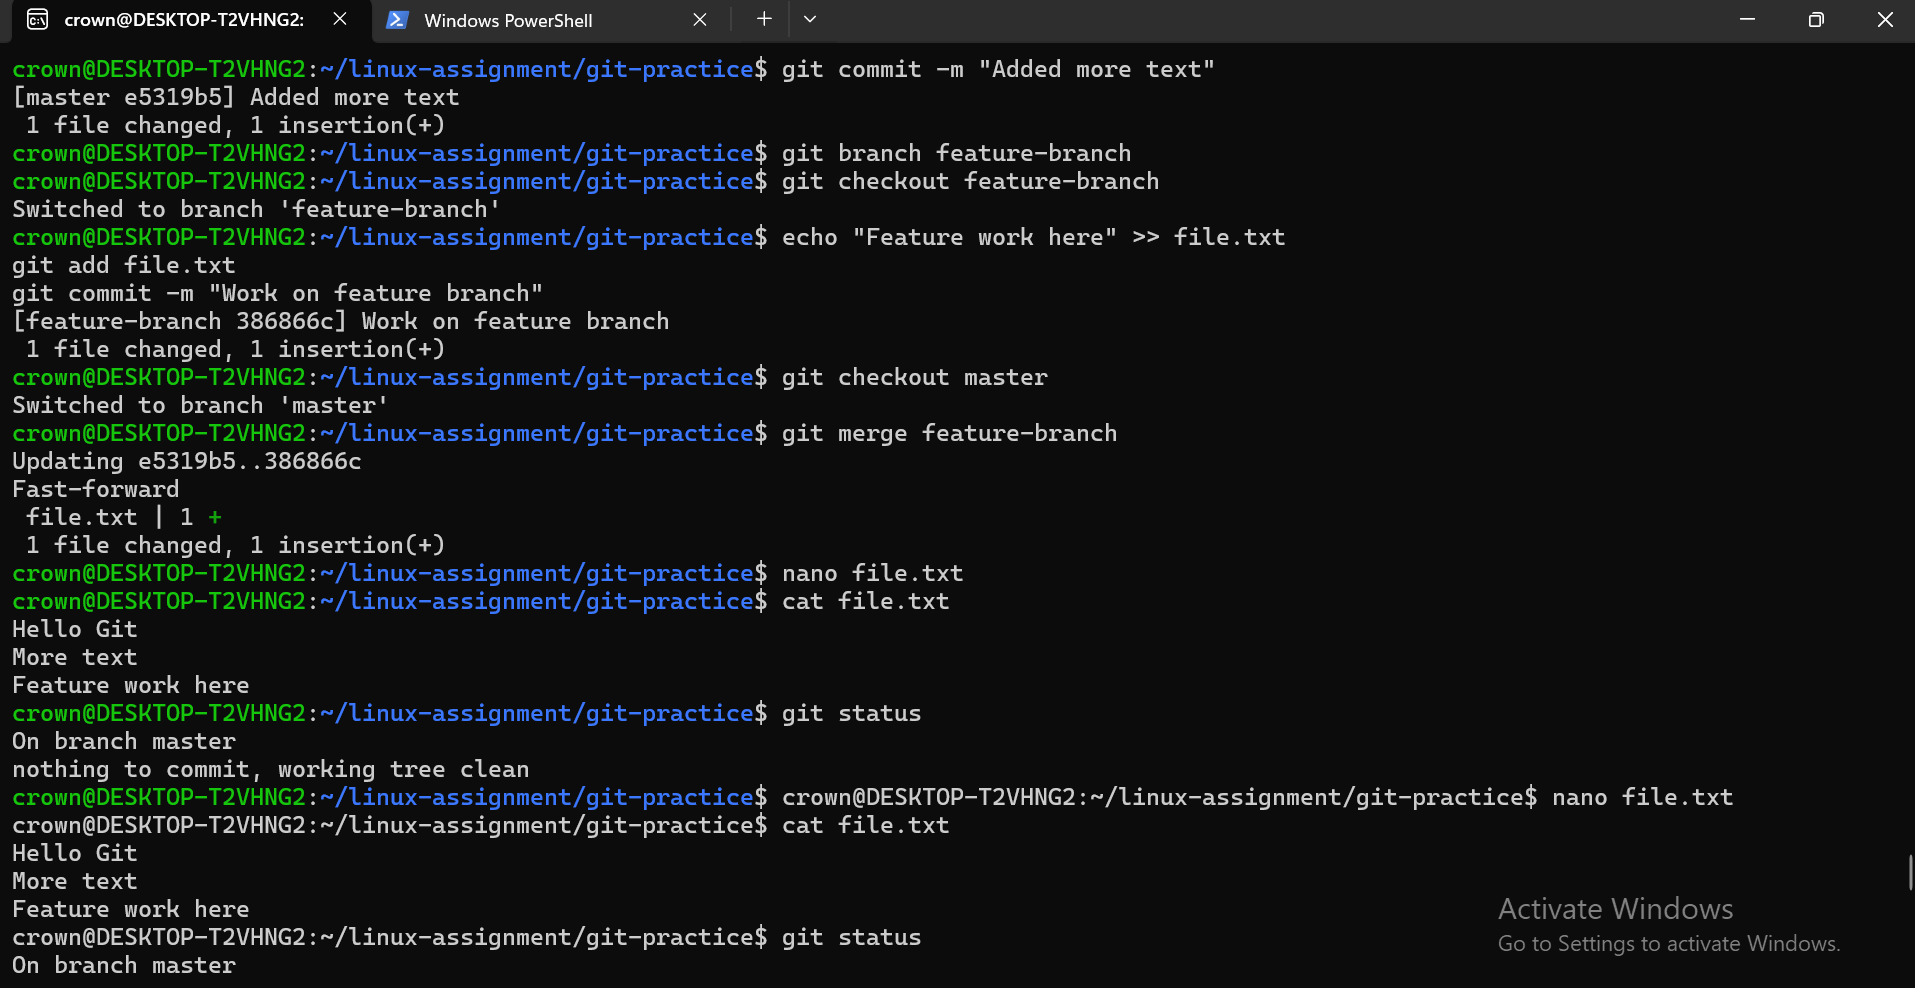 crown@DESKTOP-T2VHNG2:
Windows PowerShell
crown@DESKTOP-T2VHNG2:~/linux-assignment/git-practice$ git commit -m "Added more text"
[master e5319b5] Added more text
 1 file changed, 1 insertion(+)
crown@DESKTOP-T2VHNG2:~/linux-assignment/git-practice$ git branch feature-branch
crown@DESKTOP-T2VHNG2:~/linux-assignment/git-practice$ git checkout feature-branch
Switched to branch 'feature-branch'
crown@DESKTOP-T2VHNG2:~/linux-assignment/git-practice$ echo "Feature work here" >> file.txt
git add file.txt
git commit -m "Work on feature branch"
[feature-branch 386866c] Work on feature branch
 1 file changed, 1 insertion(+)
crown@DESKTOP-T2VHNG2:~/linux-assignment/git-practice$ git checkout master
Switched to branch 'master'
crown@DESKTOP-T2VHNG2:~/linux-assignment/git-practice$ git merge feature-branch
Updating e5319b5..386866c
Fast-forward
 file.txt | 1 +
 1 file changed, 1 insertion(+)
crown@DESKTOP-T2VHNG2:~/linux-assignment/git-practice$ nano file.txt
crown@DESKTOP-T2VHNG2:~/linux-assignment/git-practice$ cat file.txt
Hello Git
More text
Feature work here
crown@DESKTOP-T2VHNG2:~/linux-assignment/git-practice$ git status
On branch master
nothing to commit, working tree clean
crown@DESKTOP-T2VHNG2:~/linux-assignment/git-practice$ crown@DESKTOP-T2VHNG2:~/linux-assignment/git-practice$ nano file.txt
crown@DESKTOP-T2VHNG2:~/linux-assignment/git-practice$ cat file.txt
Hello Git
More text
Feature work here
crown@DESKTOP-T2VHNG2:~/linux-assignment/git-practice$ git status
On branch master
Activate Windows
Go to Settings to activate Windows.